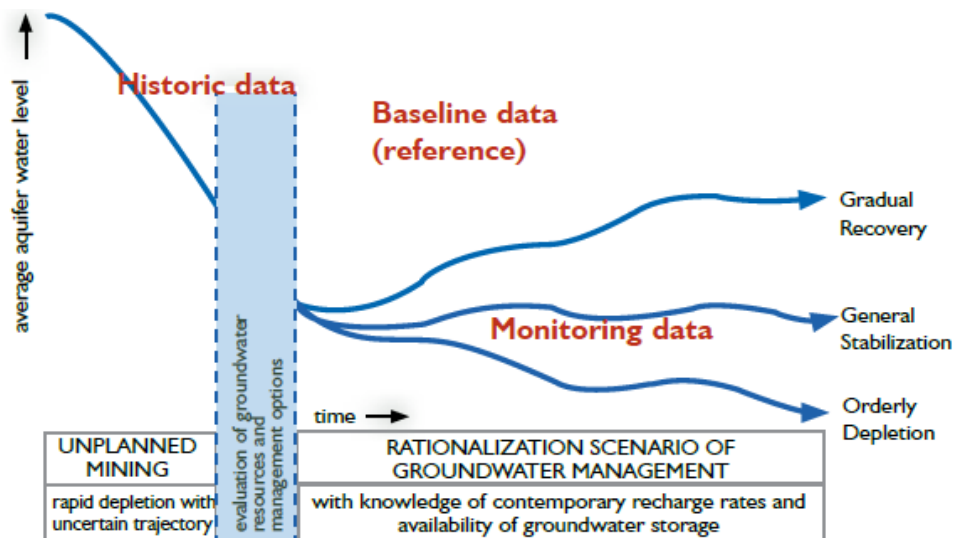 average aquifer water level
Historic data
Baseline data
(reference)
Gradual
Recovery
Monitoring data
General
Stabilization
Orderly
Depletion
time
evaluation of groundwater
resources and
management options
UNPLANNED
MINING
rapid depletion with
uncertain trajectory
RATIONALIZATION SCENARIO OF
GROUNDWATER MANAGEMENT
with knowledge of contemporary recharge rates and
availability of groundwater storage